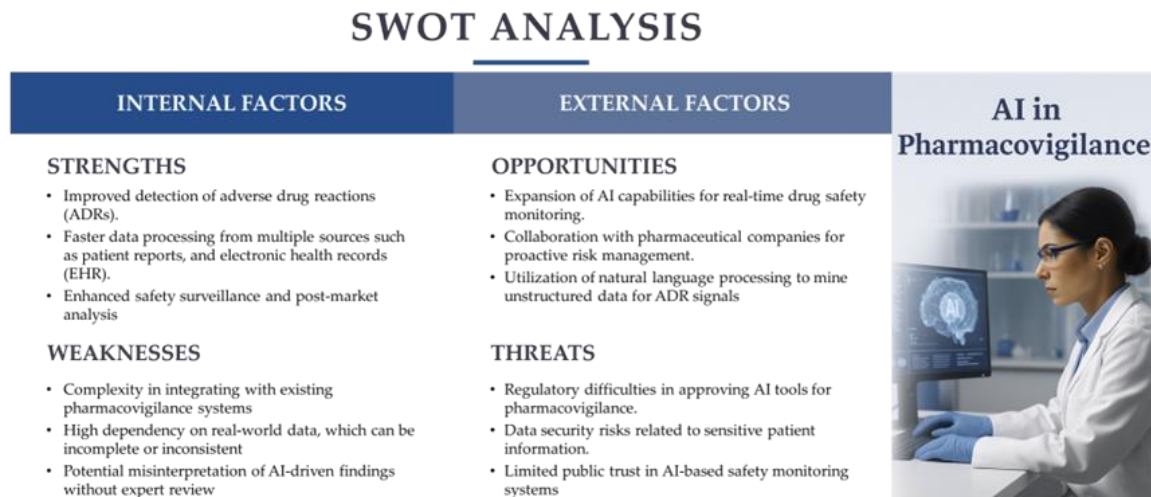 SWOT ANALYSIS
INTERNAL FACTORS
STRENGTHS
• Improved detection of adverse drug reactions
(ADRs).
• Faster data processing from multiple sources such
as patient reports, and electronic health records
(EHR).
• Enhanced safety surveillance and post-market
analysis
WEAKNESSES
• Complexity in integrating with existing
pharmacovigilance systems
• High dependency on real-world data, which can be
incomplete or inconsistent
• Potential misinterpretation of AI-driven findings
without expert review
EXTERNAL FACTORS
OPPORTUNITIES
• Expansion of AI capabilities for real-time drug safety
monitoring.
• Collaboration with pharmaceutical companies for
proactive risk management.
• Utilization of natural language processing to mine
unstructured data for ADR signals
THREATS
• Regulatory difficulties in approving AI tools for
pharmacovigilance.
• Data security risks related to sensitive patient
information.
• Limited public trust in AI-based safety monitoring
systems
AI in
Pharmacovigilance
AI